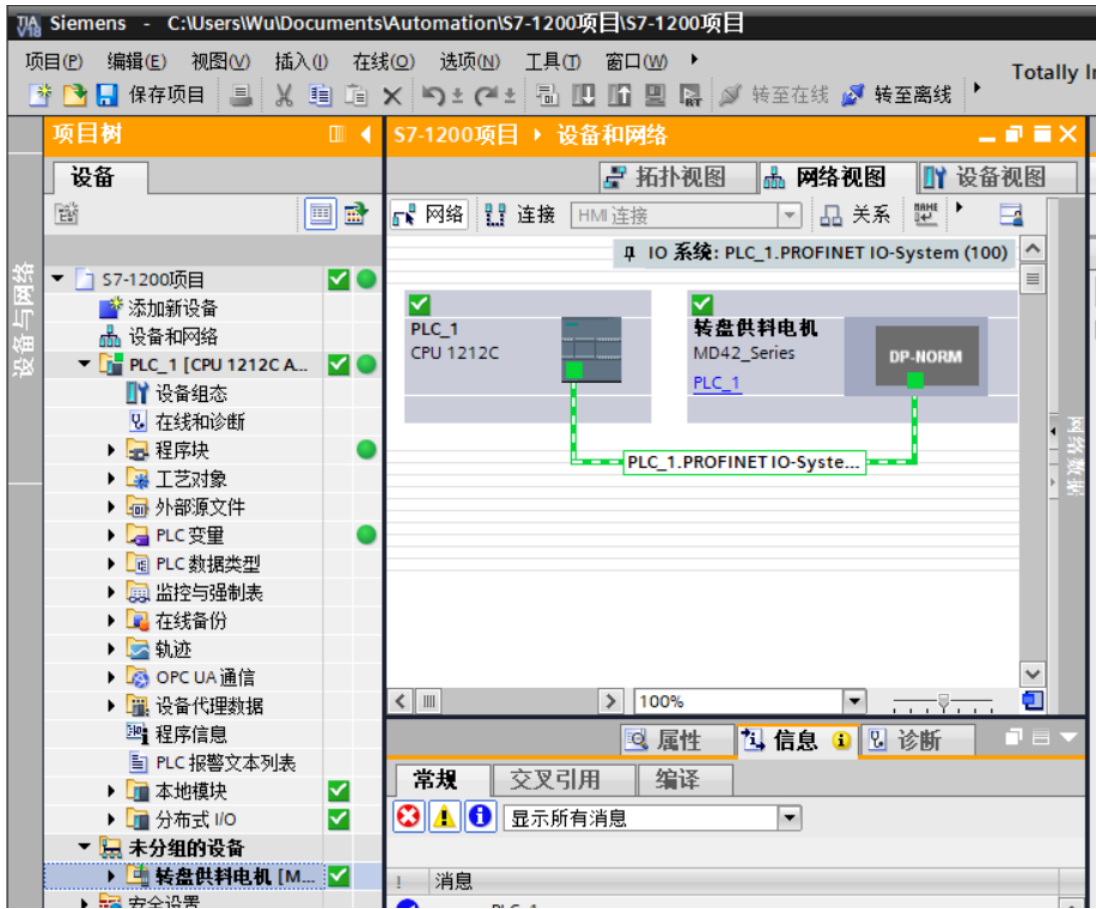 Siemens - C:\Users\Wu\Documents\Automation\S7-1200项目\S7-1200项目
项目(P) 编辑(E) 视图(V) 插入(I) 在线(O) 选项(N) 工具(T) 窗口(W)
Totally
保存项目 转至在线 转至离线
项目树
S7-1200项目 设备和网络
设备
拓扑视图 网络视图 设备视图
网络 连接 HMI 连接 关系
IO 系统: PLC_1.PROFINET IO-System (100)
设备与网络
S7-1200项目
添加新设备
设备和网络
PLC_1 [CPU 1212C A...
设备组态
在线和诊断
程序块
工艺对象
外部源文件
PLC 变量
PLC 数据类型
监控与强制表
在线备份
轨迹
OPC UA 通信
设备代理数据
程序信息
PLC 报警文本列表
本地模块
分布式 I/O
未分组的设备
转盘供料电机 [M...
安全设置
PLC_1
CPU 1212C
转盘供料电机
MD42_Series
PLC_1
DP-NORM
PLC_1.PROFINET IO-Syste...
网络数据
100%
属性 信息 诊断
常规 交叉引用 编译
显示所有消息
! 消息
PLC_1